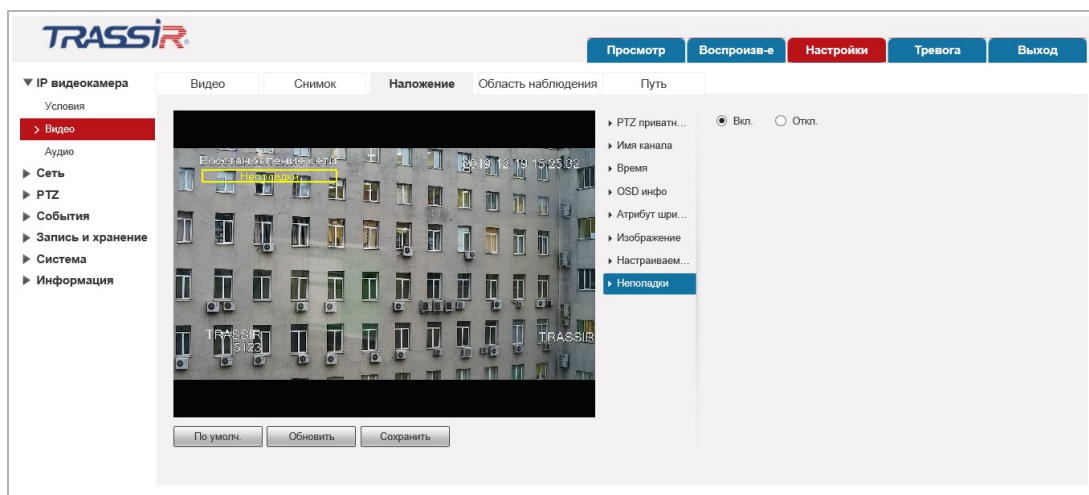 TRASSIR
Просмотр
Воспроизв-е
Настройки
Тревога
Выход
IP видеокамера
Условия
Видео
Аудио
Сеть
PTZ
События
Запись и хранение
Система
Информация
Видео
Снимок
Наложение
Область наблюдения
Путь
Восстановление сети
2019-12-19 15:25:32
Неполадки
TRASSIR
5123
TRASSIR
PTZ приватн...
Имя канала
Время
OSD инфо
Атрибут шри...
Изображение
Настраиваем...
Неполадки
Вкл.
Откл.
По умолч.
Обновить
Сохранить